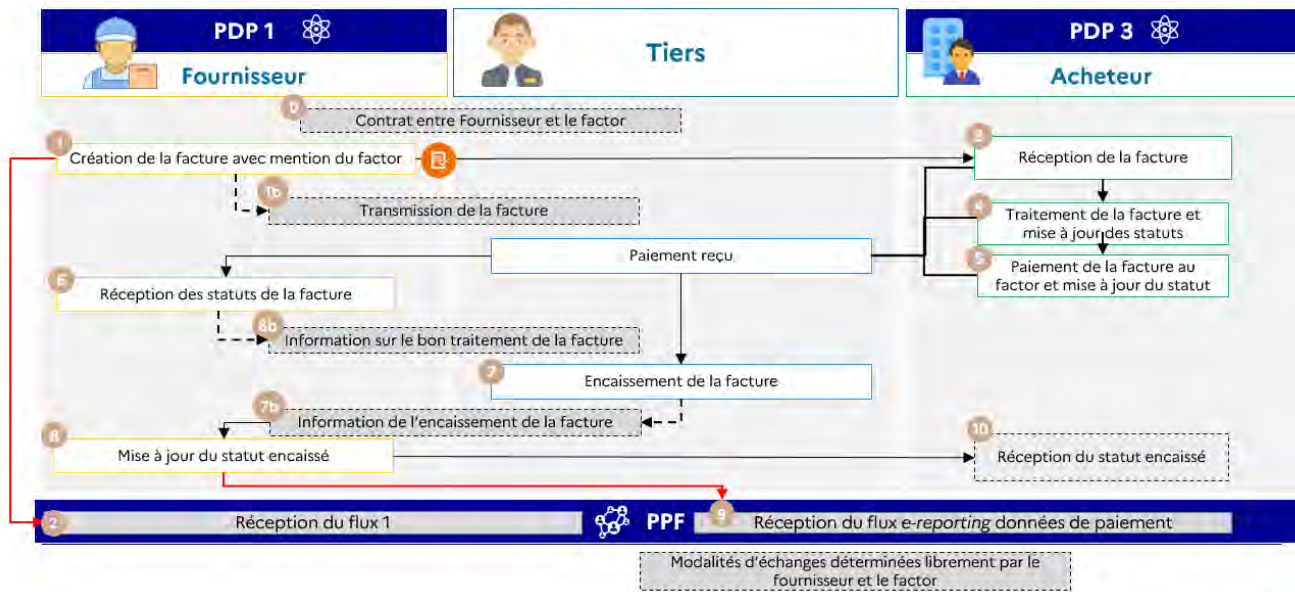 PDP 1
Fournisseur
Tiers
PDP 3
Acheteur
0
Contrat entre Fournisseur et le factor
1
Création de la facture avec mention du factor
Réception de la facture
1b
Transmission de la facture
4
Traitement de la facture et
mise à jour des statuts
Paiement reçu
5
Paiement de la facture au
factor et mise à jour du statut
6
Réception des statuts de la facture
Information sur le bon traitement de la facture
7
Encaissement de la facture
7b
Information de l'encaissement de la facture
8
Mise à jour du statut encaissé
10
Réception du statut encaissé
2
Réception du flux 1
PPF
9
Réception du flux e-reporting données de paiement
Modalités d'échanges déterminées librement par le
fournisseur et le factor